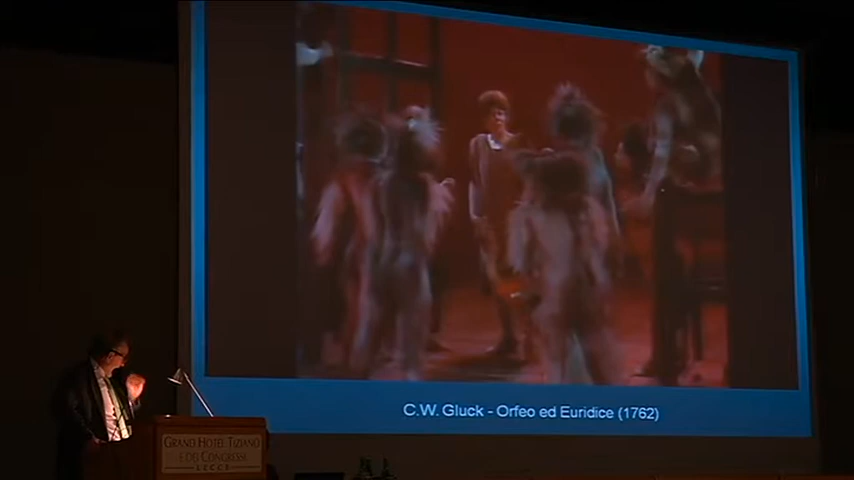 C.W. Gluck - Orfeo ed Euridice (1762)
GRAND HOTEL TIZIANO
E DEI CONGRESSI
LECCE